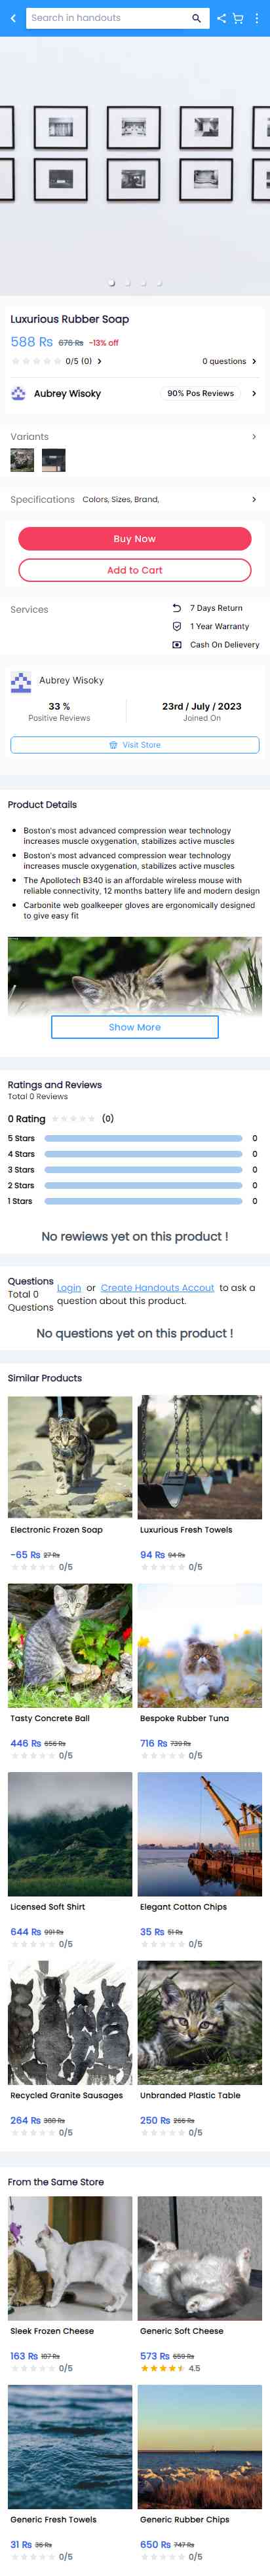 Search in handouts
Luxurious Rubber Soap
588 Rs 678 Rs -13% off
0/5 (0) 0 questions
Aubrey Wisoky 90% Pos Reviews
Variants
Specifications Colors, Sizes, Brand,
Buy Now
Add to Cart
Services 7 Days Return
1 Year Warranty
Cash On Delievery
Aubrey Wisoky
33 % 23rd / July / 2023
Positive Reviews Joined On
Visit Store
Product Details
Boston's most advanced compression wear technology
increases muscle oxygenation, stabilizes active muscles
Boston's most advanced compression wear technology
increases muscle oxygenation, stabilizes active muscles
The Apollotech B340 is an affordable wireless mouse with
reliable connectivity, 12 months battery life and modern design
Carbonite web goalkeeper gloves are ergonomically designed
to give easy fit
Show More
Ratings and Reviews
Total 0 Reviews
0 Rating (0)
5 Stars 0
4 Stars 0
3 Stars 0
2 Stars 0
1 Stars 0
No rewiews yet on this product !
Questions
Total 0
Questions
Login or Create Handouts Accout to ask a
question about this product.
No questions yet on this product !
Similar Products
Electronic Frozen Soap Luxurious Fresh Towels
-65 Rs 27 Rs 94 Rs 94 Rs
0/5 0/5
Tasty Concrete Ball Bespoke Rubber Tuna
446 Rs 656 Rs 716 Rs 739 Rs
0/5 0/5
Licensed Soft Shirt Elegant Cotton Chips
644 Rs 991 Rs 35 Rs 51 Rs
0/5 0/5
Recycled Granite Sausages Unbranded Plastic Table
264 Rs 250 Rs 266 Rs
0/5 0/5
From the Same Store
Sleek Frozen Cheese Generic Soft Cheese
163 Rs 573 Rs 659 Rs
0/5 4.5
Generic Fresh Towels Generic Rubber Chips
31 Rs 36 Rs 650 Rs 747 Rs
0/5 0/5